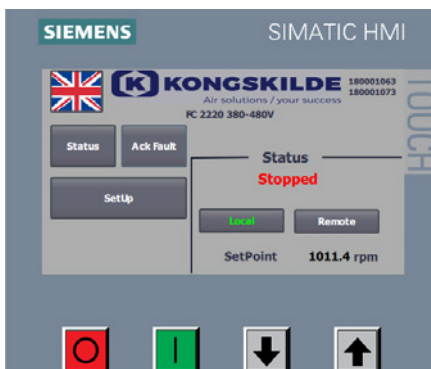 SIEMENS
SIMATIC HMI
TOUCH
K KONGSKILDE
Air solutions / your success
180001063
180001073
FC 2220 380-480V
Status
Ack Fault
SetUp
Status
Stopped
Local
Remote
SetPoint 1011.4 rpm